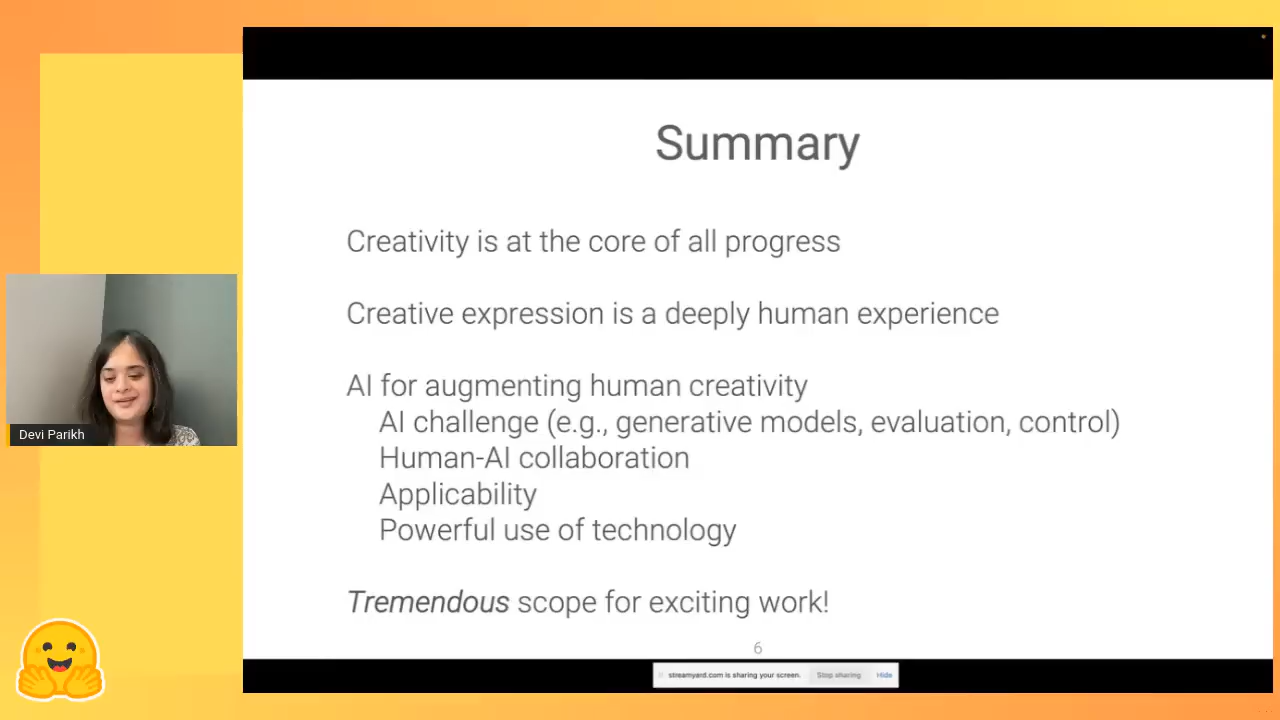 Summary
Creativity is at the core of all progress
Creative expression is a deeply human experience
AI for augmenting human creativity
AI challenge (e.g., generative models, evaluation, control)
Human-AI collaboration
Applicability
Powerful use of technology
Tremendous scope for exciting work!
6
Devi Parikh
streamyard.com is sharing your screen. Stop sharing Hide